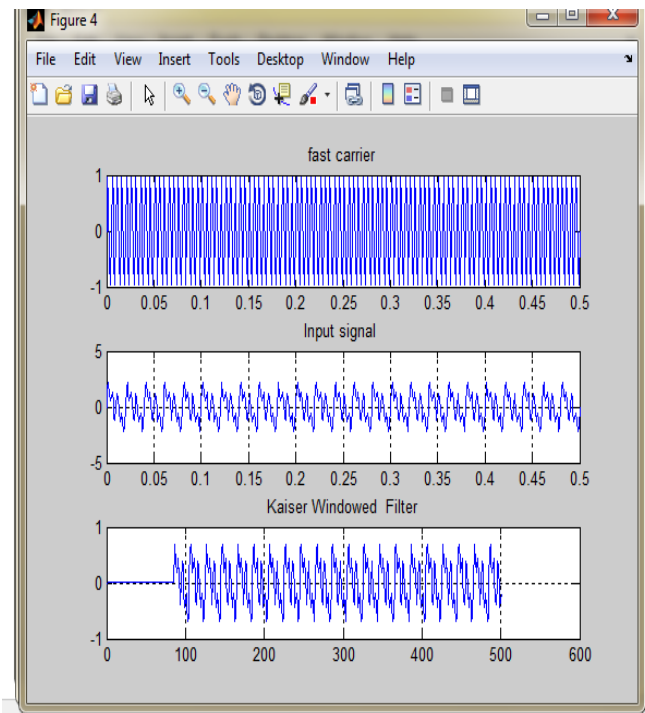 Figure 4
File Edit View Insert Tools Desktop Window Help
fast carrier
1
0
-1
0 0.05 0.1 0.15 0.2 0.25 0.3 0.35 0.4 0.45 0.5
Input signal
5
0
-5
0 0.05 0.1 0.15 0.2 0.25 0.3 0.35 0.4 0.45 0.5
Kaiser Windowed Filter
1
0
-1
0 100 200 300 400 500 600